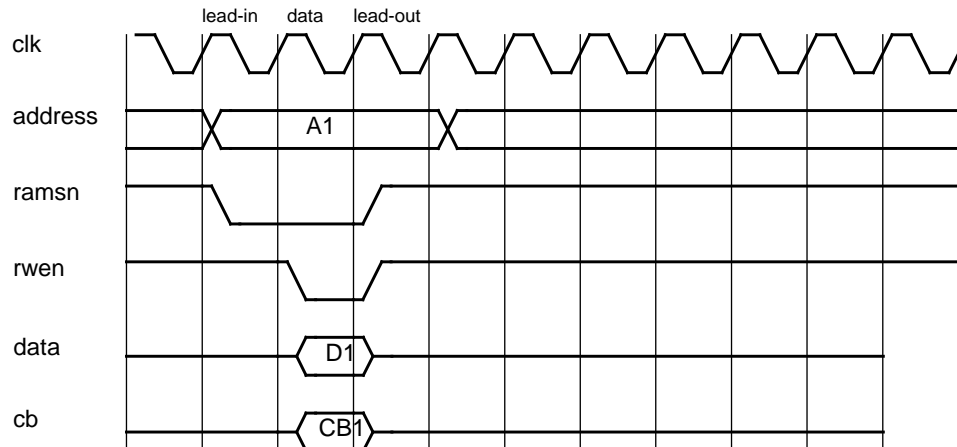 lead-in data lead-out
clk
address A1
ramsn
rwen
data D1
cb CB1